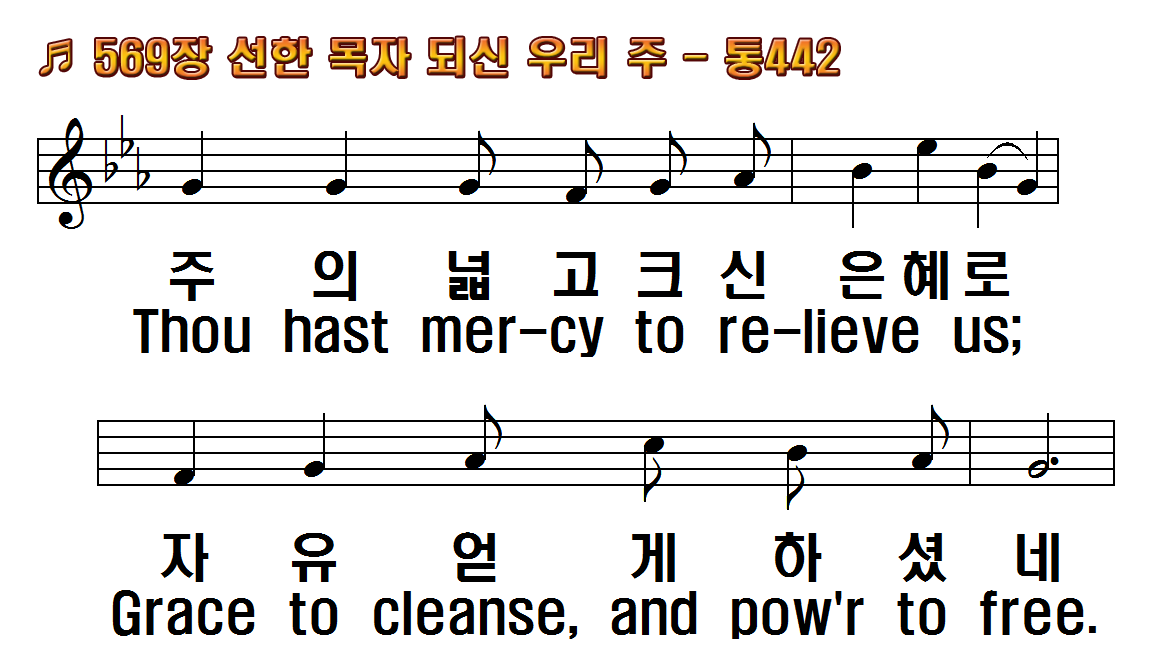 ♬ 569장 선한 목자 되신 우리 주 - 통442
주 의 넓 고 크 신 은 혜 로
Thou hast mer-cy to re-lieve us;
자 유 얻 게 하 셨 네
Grace to cleanse, and pow'r to free.